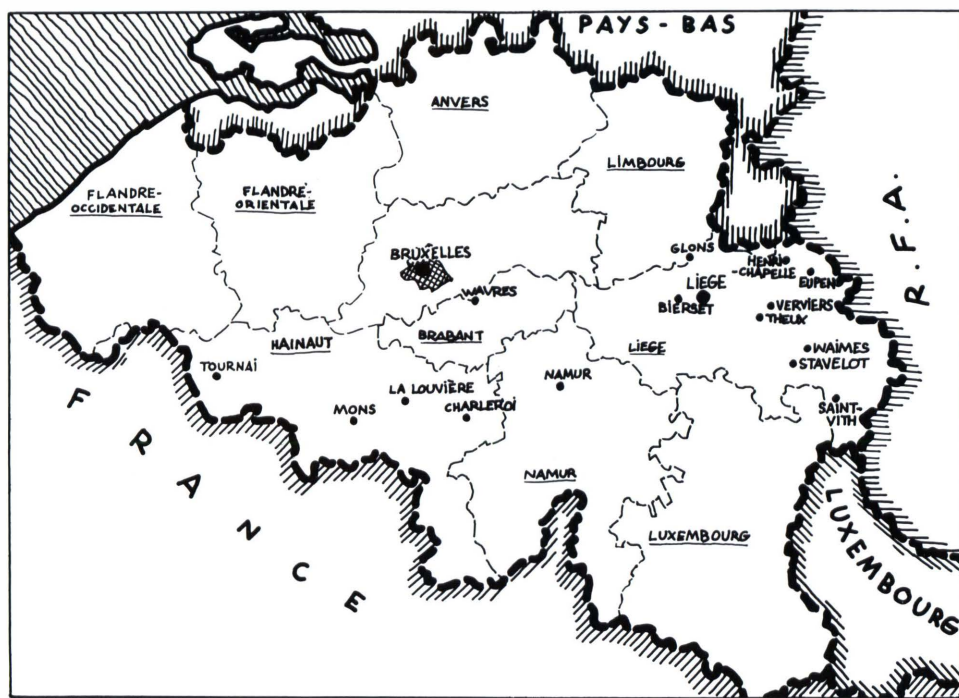 PAYS-BAS
ANVERS
LIMBOURG
FLANDRE-
OCCIDENTALE
FLANDRE-
ORIENTALE
R.F.A.
BRUXELLES
GLONS
HENRI
-CHAPELLE
EUPEN
LIEGE
BIERSET
WAVRES
VERVIERS
THEUX
HAINAUT
BRABANT
LIEGE
WAIMES
STAVELOT
TOURNAI
NAMUR
LA LOUVIÈRE
CHARLEROI
MONS
SAINT-
VITH
FRANCE
NAMUR
LUXEMBOURG
LUXEMBOURG